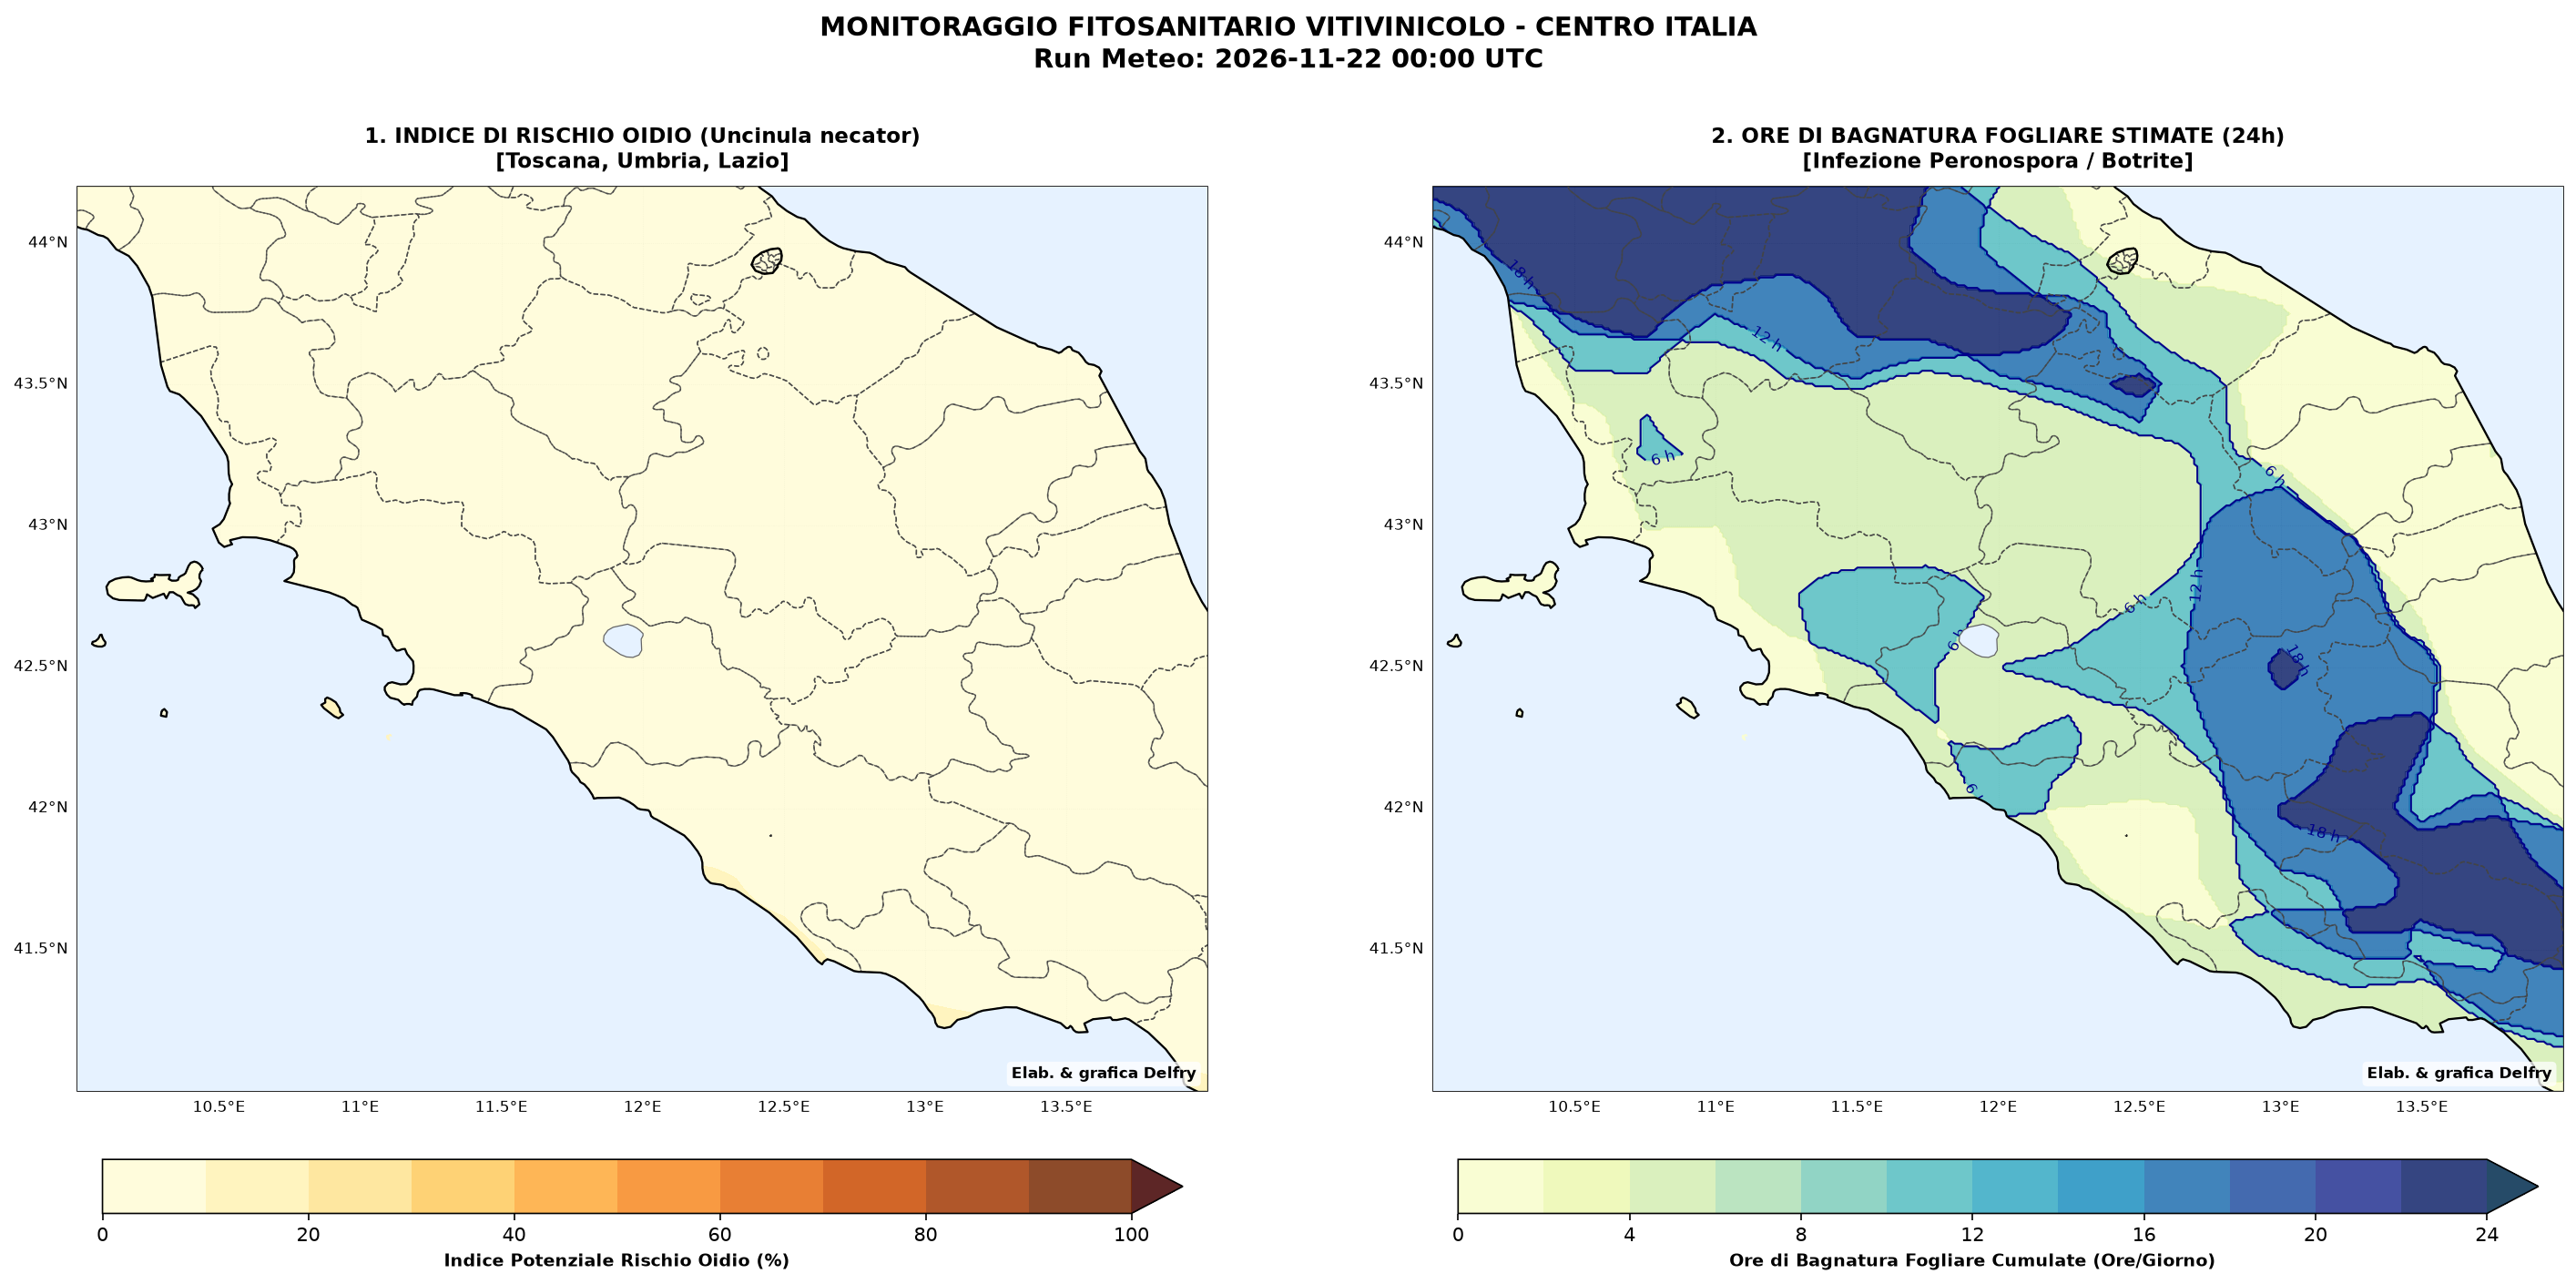 MONITORAGGIO FITOSANITARIO VITIVINICOLO - CENTRO ITALIA
Run Meteo: 2026-11-22 00:00 UTC
1. INDICE DI RISCHIO OIDIO (Uncinula necator)
[Toscana, Umbria, Lazio]
44°N
43.5°N
43°N
42.5°N
42°N
41.5°N
10.5°E 11°E 11.5°E 12°E 12.5°E 13°E 13.5°E
Elab. & grafica Delfry
0 20 40 60 80 100
Indice Potenziale Rischio Oidio (%)
2. ORE DI BAGNATURA FOGLIARE STIMATE (24h)
[Infezione Peronospora / Botrite]
44°N
43.5°N
43°N
42.5°N
42°N
41.5°N
18 h
12 h
6 h
6 h
12 h
6 h
6 h
18 h
6
18 h
10.5°E 11°E 11.5°E 12°E 12.5°E 13°E 13.5°E
Elab. & grafica Delfry
0 4 8 12 16 20 24
Ore di Bagnatura Fogliare Cumulate (Ore/Giorno)